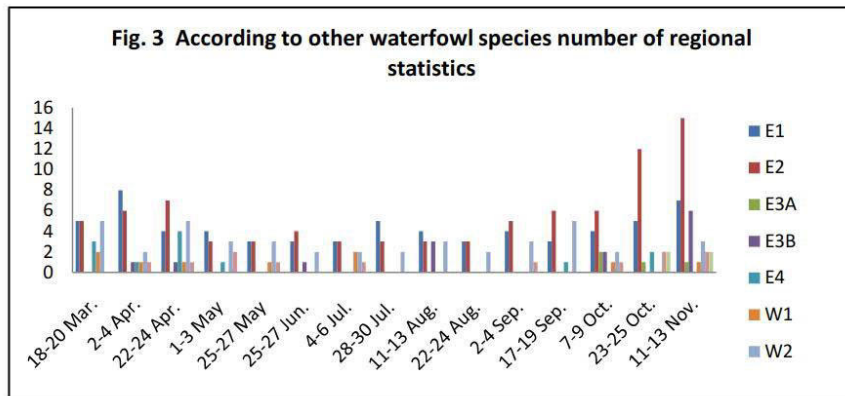 Fig. 3 According to other waterfowl species number of regional
statistics
16
14
12
10
8
6
4
2
0
18-20 Mar.
2-4 Apr.
22-24 Apr.
1-3 May
25-27 May
25-27 Jun.
4-6 Jul.
28-30 Jul.
11-13 Aug.
22-24 Aug.
2-4 Sep.
17-19 Sep.
7-9 Oct.
23-25 Oct.
11-13 Nov.
E1
E2
E3A
E3B
E4
W1
W2